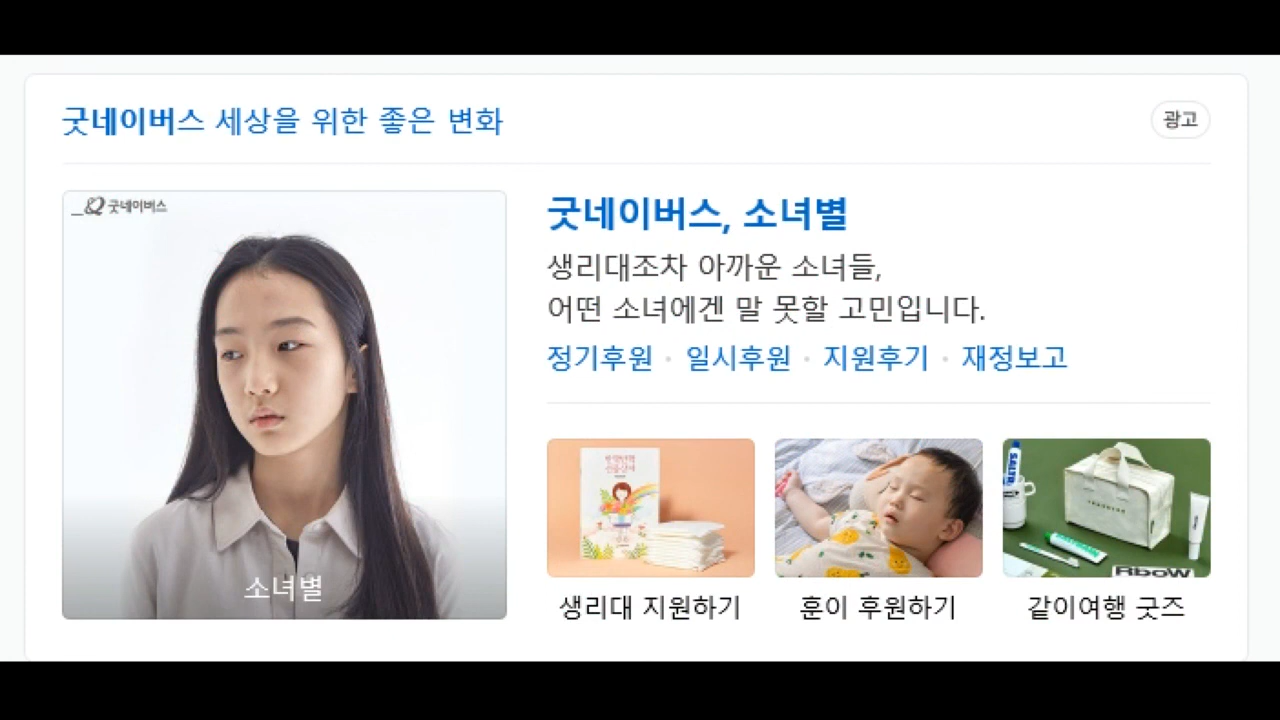 굿네이버스 세상을 위한 좋은 변화
광고
굿네이버스
소녀별
굿네이버스, 소녀별
생리대조차 아까운 소녀들,
어떤 소녀에겐 말 못할 고민입니다.
정기후원 · 일시후원 · 지원후기 · 재정보고
생리대 지원하기
훈이 후원하기
같이여행 굿즈